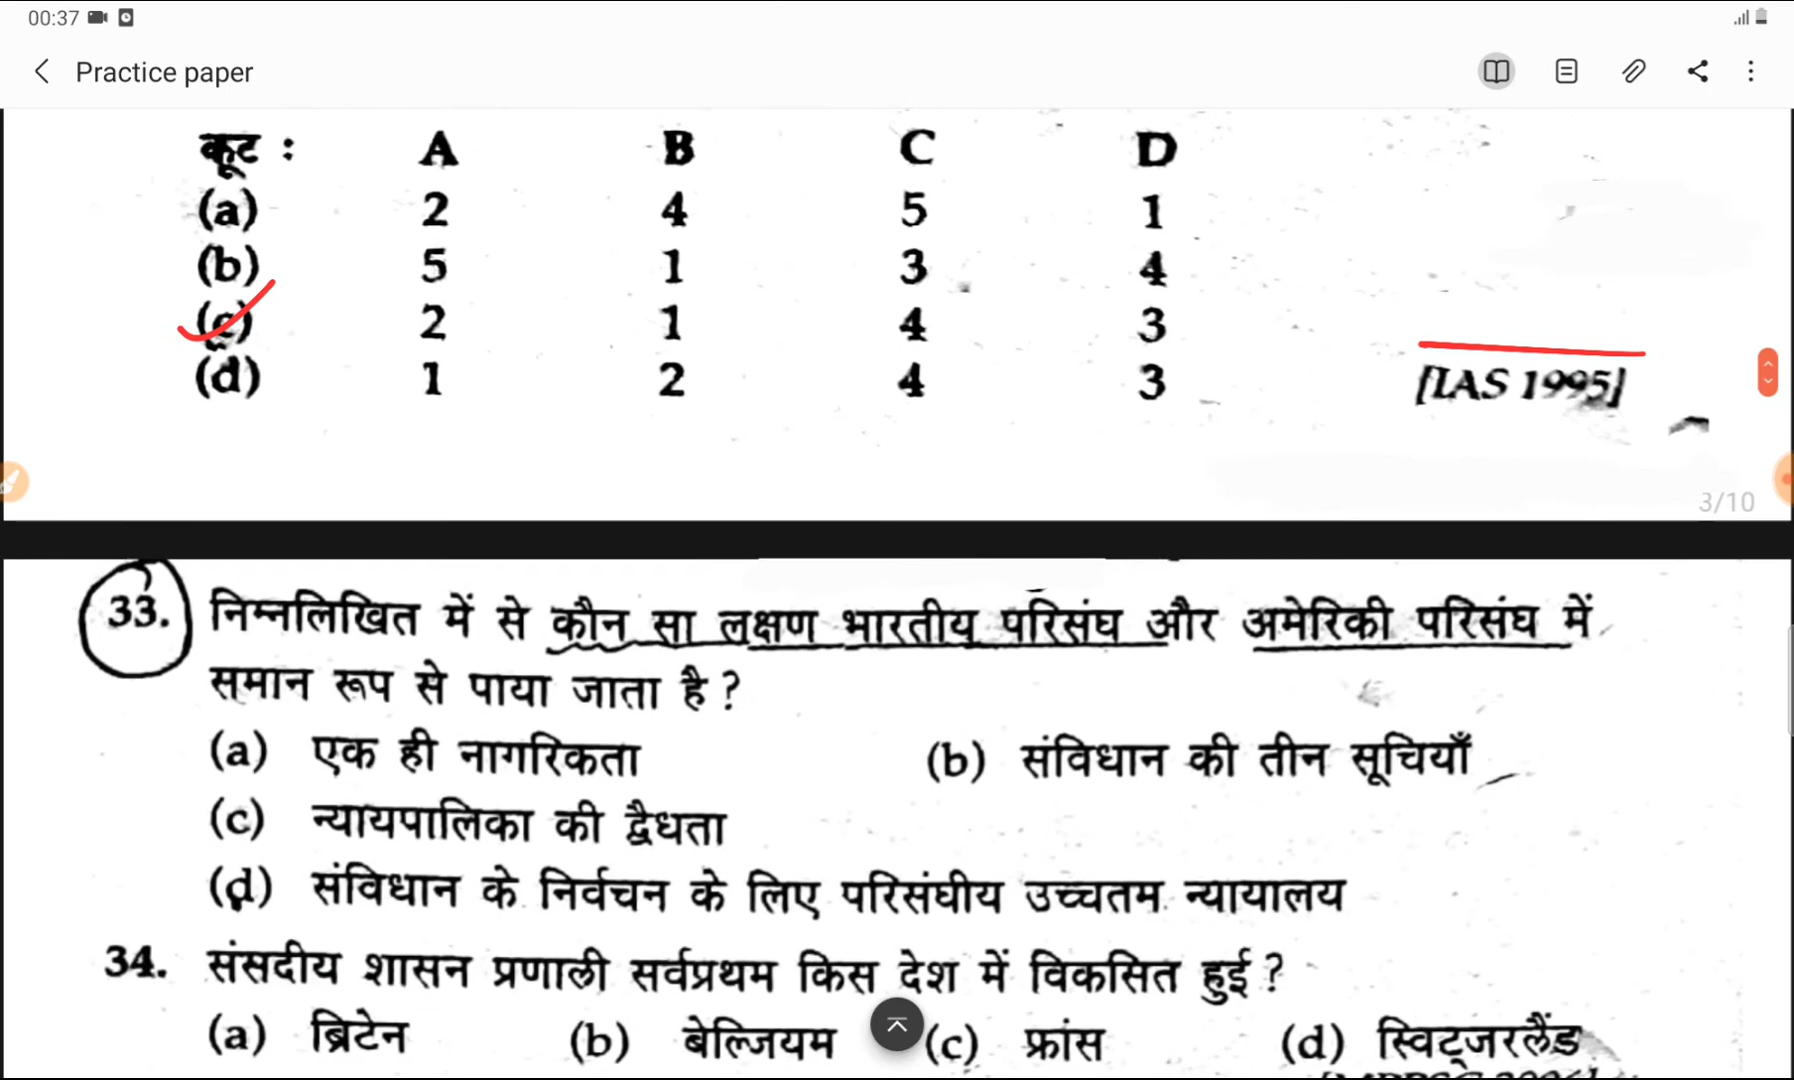 00:37
Practice paper
कूट : A B C D
(a) 2 4 5 1
(b) 5 1 3 4
(c) 2 1 4 3
(d) 1 2 4 3 [IAS 1995]
3/10
33. निम्नलिखित में से कौन सा लक्षण भारतीय परिसंघ और अमेरिकी परिसंघ में
समान रूप से पाया जाता है ?
(a) एक ही नागरिकता (b) संविधान की तीन सूचियाँ
(c) न्यायपालिका की द्वैधता
(d) संविधान के निर्वचन के लिए परिसंघीय उच्चतम न्यायालय
34. संसदीय शासन प्रणाली सर्वप्रथम किस देश में विकसित हुई ?
(a) ब्रिटेन (b) बेल्जियम (c) फ्रांस (d) स्विट्जरलैंड